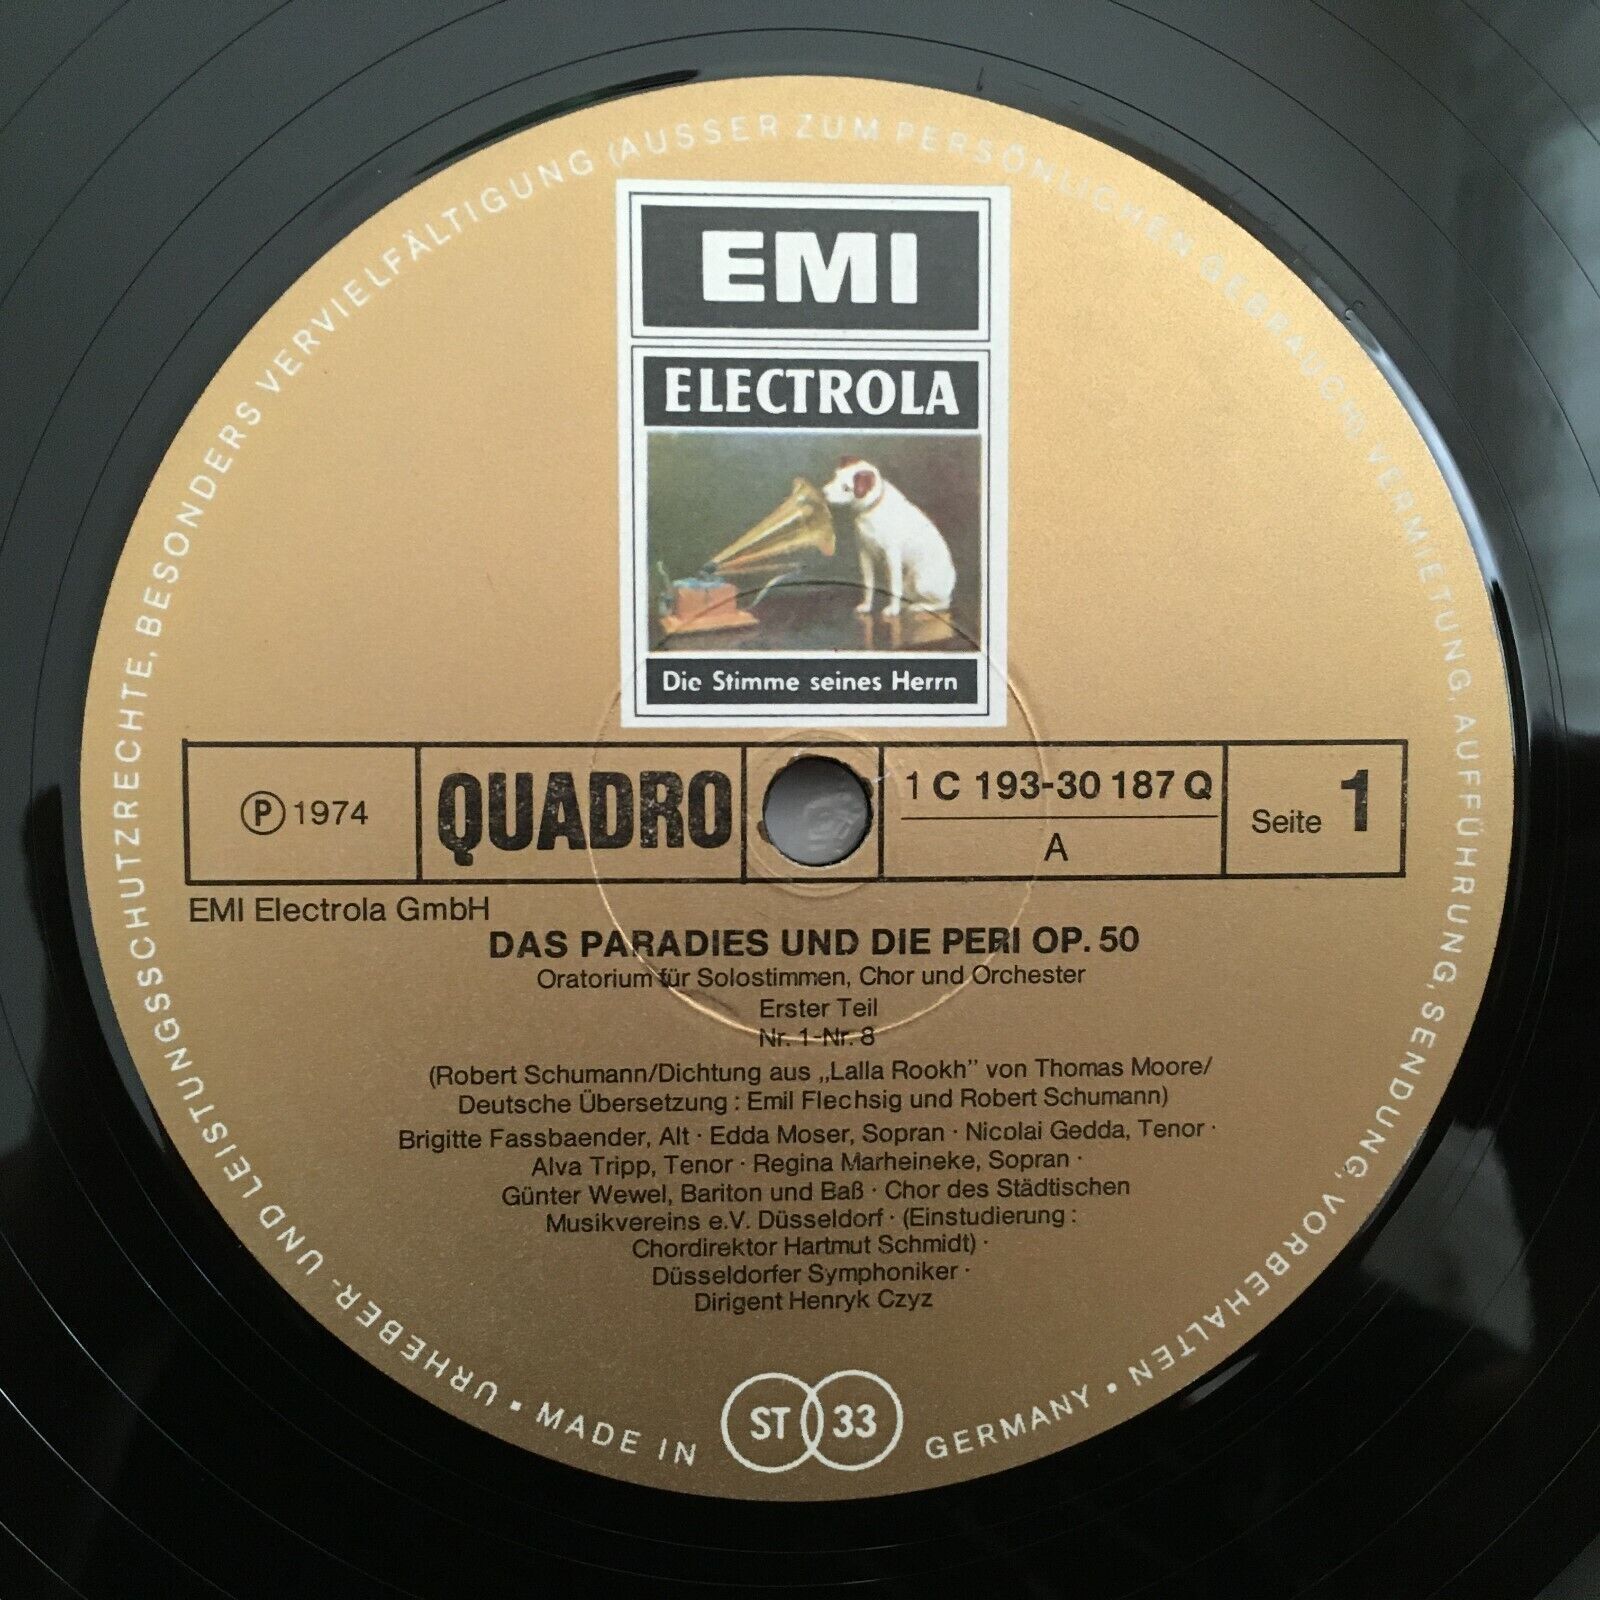 EMI
ELECTROLA
Die Stimme seines Herrn
Ⓟ 1974
QUADRO
1 C 193-30 187 Q
A
Seite 1
EMI Electrola GmbH
DAS PARADIES UND DIE PERI OP. 50
Oratorium für Solostimmen, Chor und Orchester
Erster Teil
Nr. 1-Nr. 8
(Robert Schumann/Dichtung aus „Lalla Rookh” von Thomas Moore/
Deutsche Übersetzung : Emil Flechsig und Robert Schumann)
Brigitte Fassbaender, Alt · Edda Moser, Sopran · Nicolai Gedda, Tenor ·
Alva Tripp, Tenor · Regina Marheineke, Sopran ·
Günter Wewel, Bariton und Baß · Chor des Städtischen
Musikvereins e.V. Düsseldorf · (Einstudierung :
Chordirektor Hartmut Schmidt) ·
Düsseldorfer Symphoniker ·
Dirigent Henryk Czyz
ST 33
URHEBER- UND LEISTUNGSSCHUTZRECHTE, BESONDERS VERVIELFÄLTIGUNG (AUSSER ZUM PERSÖNLICHEN GEBRAUCH), VERMIETUNG, AUFFÜHRUNG, SENDUNG, VORBEHALTEN · MADE IN GERMANY ·